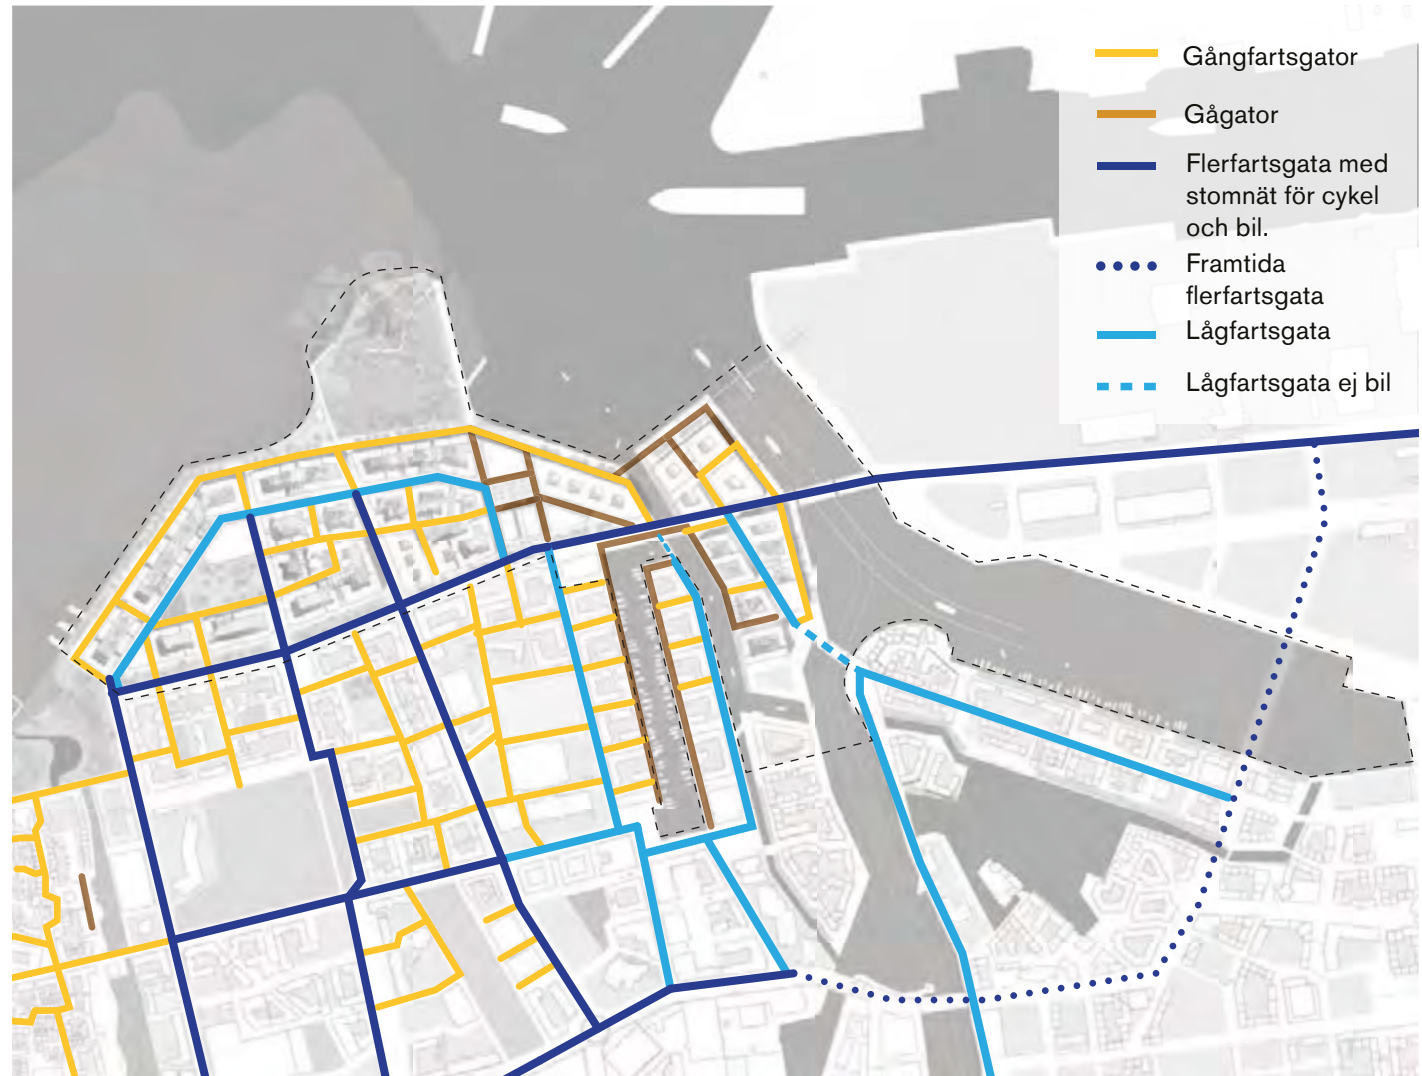 Gångfartsgator
Gågator
Flerfartsgata med
stomnät för cykel
och bil.
Framtida
flerfartsgata
Lågfartsgata
Lågfartsgata ej bil